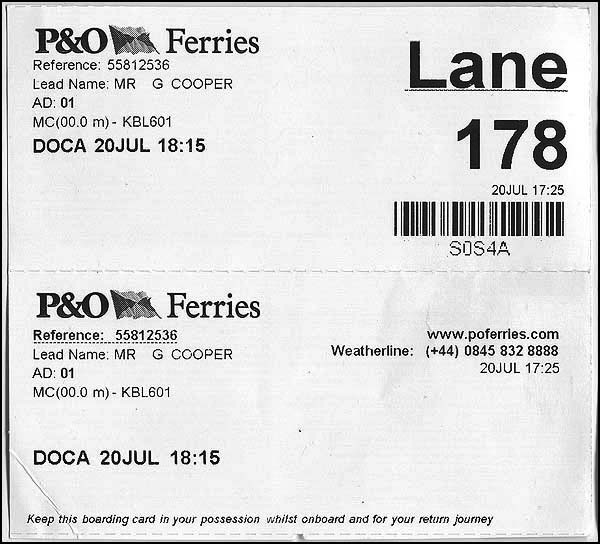 P&O Ferries
Reference: 55812536
Lead Name: MR G COOPER
AD: 01
MC(00.0 m) - KBL601
DOCA 20JUL 18:15
Lane
178
20JUL 17:25
S0S4A
P&O Ferries
Reference: 55812536
Lead Name: MR G COOPER
AD: 01
MC(00.0 m) - KBL601
www.poferries.com
Weatherline: (+44) 0845 832 8888
20JUL 17:25
DOCA 20JUL 18:15
Keep this boarding card in your possession whilst onboard and for your return journey